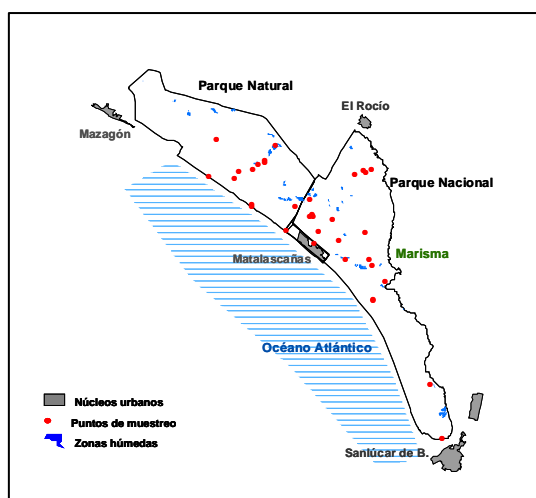 Parque Natural
El Rocío
Mazagón
Parque Nacional
Marisma
Matalascañas
Océano Atlántico
Núcleos urbanos
Puntos de muestreo
Zonas húmedas
Sanlúcar de B.